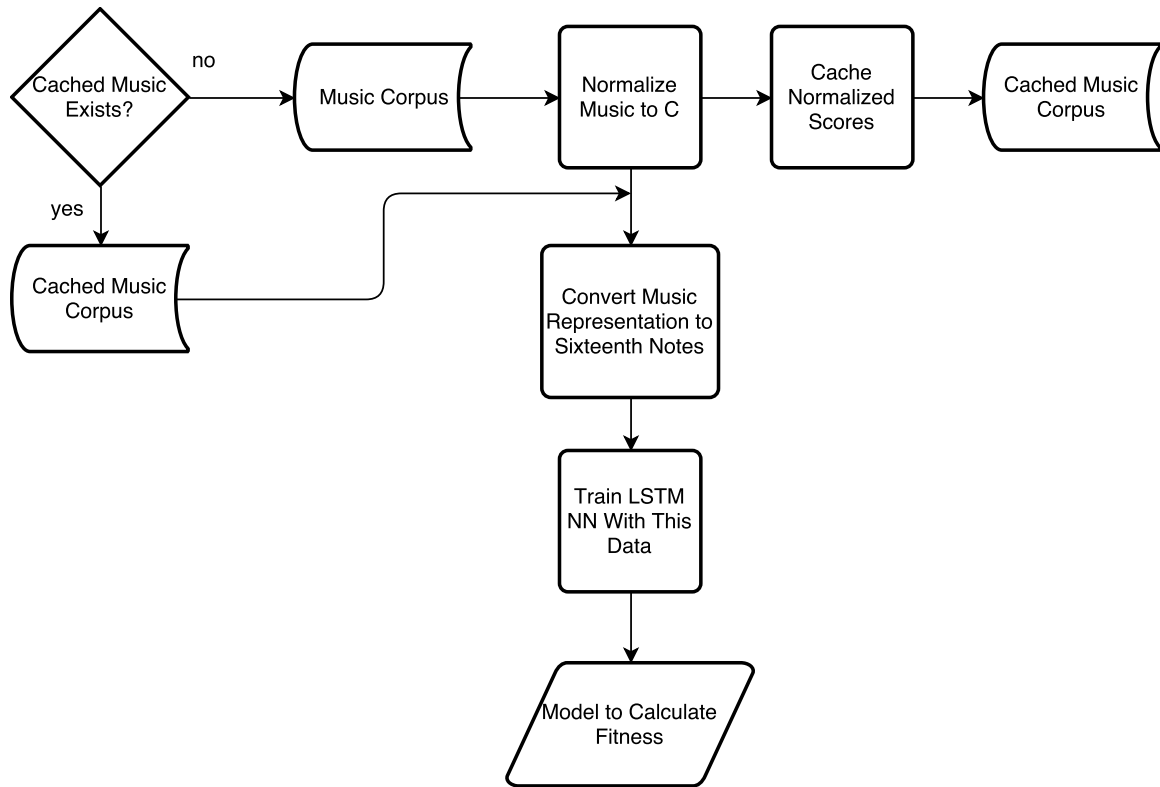 Cached Music
Exists?
no
Music Corpus
Normalize
Music to C
Cache
Normalized
Scores
Cached Music
Corpus
yes
Cached Music
Corpus
Convert Music
Representation to
Sixteenth Notes
Train LSTM
NN With This
Data
Model to Calculate
Fitness